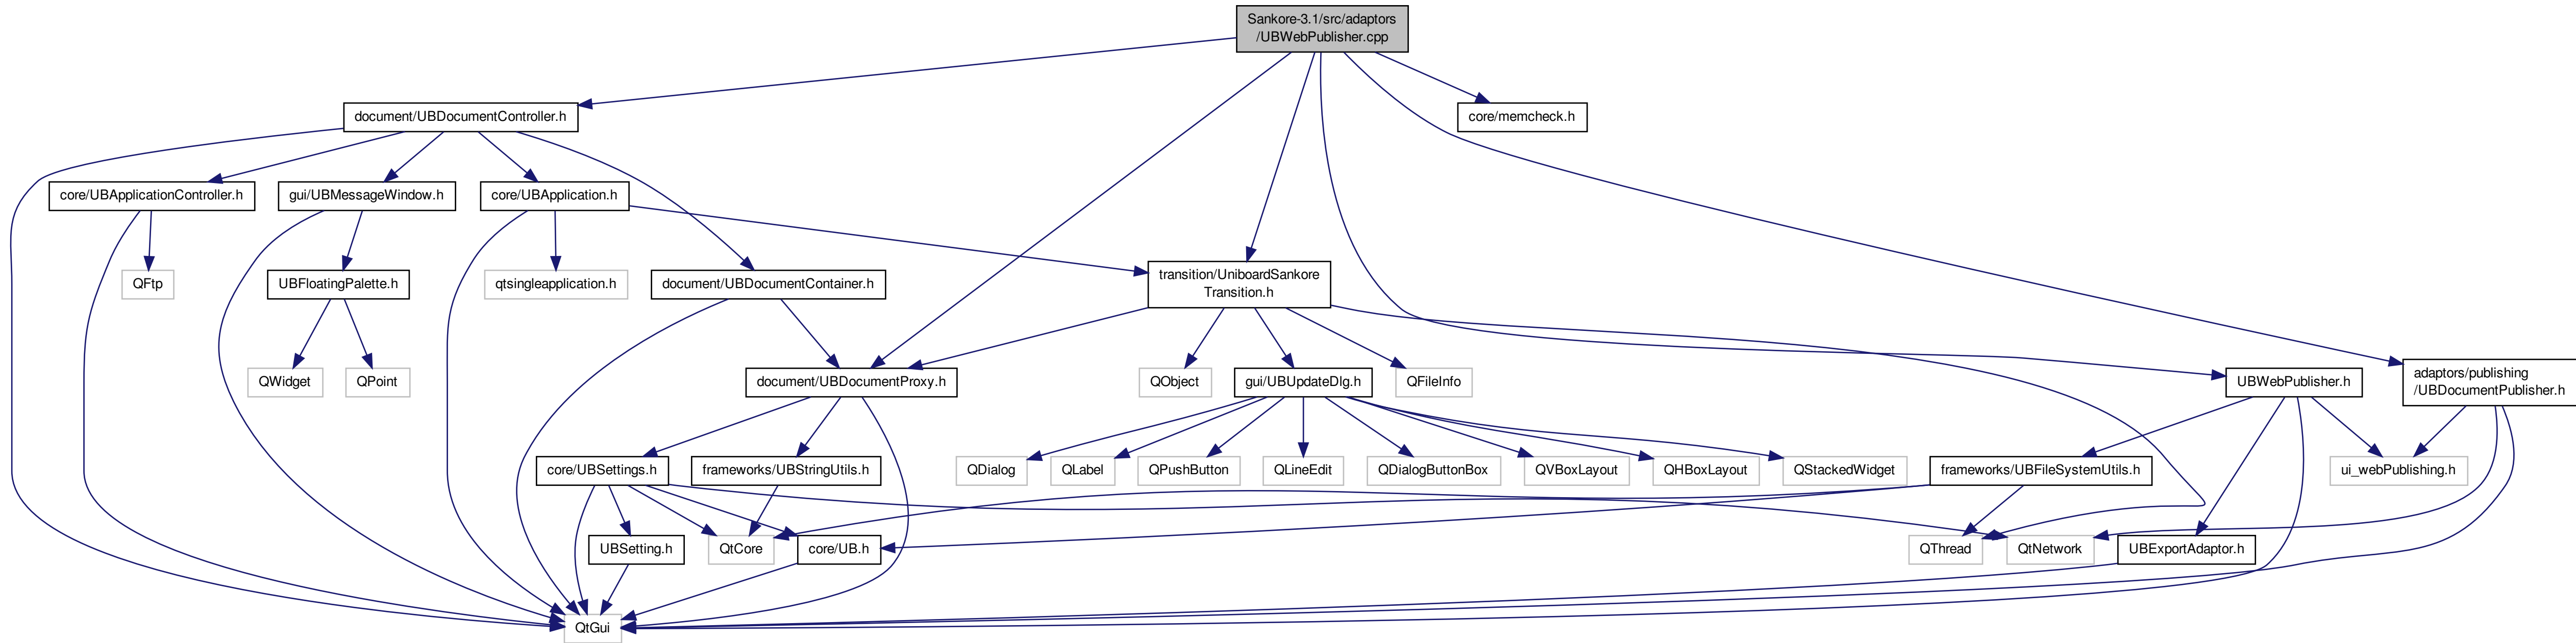 Sankore-3.1/src/adaptors
/UBWebPublisher.cpp
document/UBDocumentController.h
core/memcheck.h
core/UBApplicationController.h
gui/UBMessageWindow.h
core/UBApplication.h
QFtp
UBFloatingPalette.h
qtsingleapplication.h
document/UBDocumentContainer.h
transition/UniboardSankore
Transition.h
QWidget
QPoint
document/UBDocumentProxy.h
QObject
gui/UBUpdateDlg.h
QFileInfo
UBWebPublisher.h
adaptors/publishing
/UBDocumentPublisher.h
core/UBSettings.h
frameworks/UBStringUtils.h
QDialog
QLabel
QPushButton
QLineEdit
QDialogButtonBox
QVBoxLayout
QHBoxLayout
QStackedWidget
frameworks/UBFileSystemUtils.h
ui_webPublishing.h
UBSetting.h
QtCore
core/UB.h
QThread
QtNetwork
UBExportAdaptor.h
QtGui